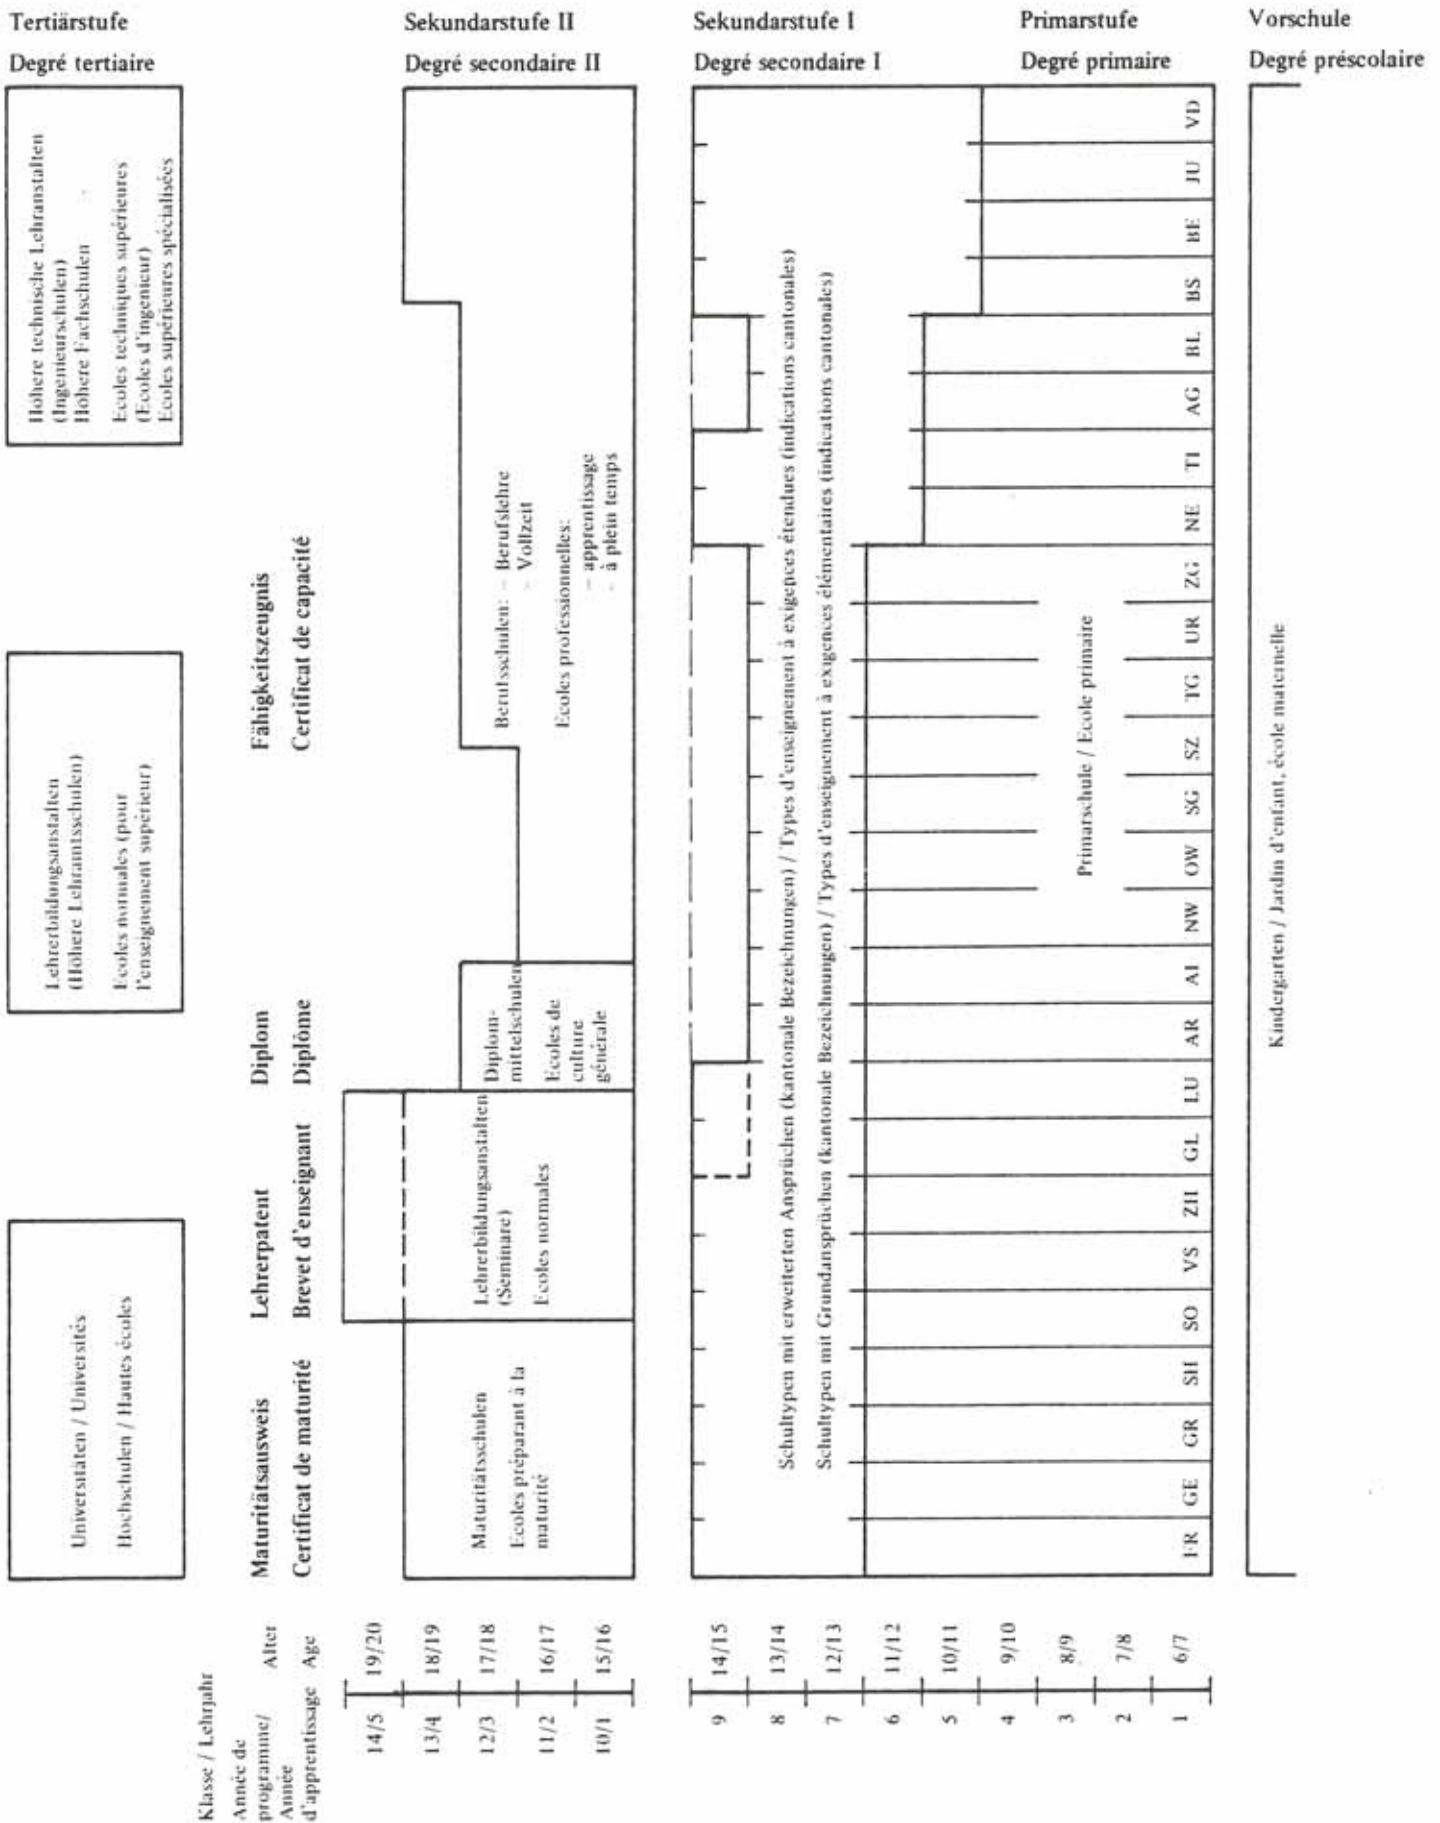 Tertiärstufe
Degré tertiaire
Sekundarstufe II
Degré secondaire II
Sekundarstufe I
Degré secondaire I
Primarstufe
Degré primaire
Vorschule
Degré préscolaire
Höhere technische Lehranstalten
(Ingenieurschulen)
Höhere Fachschulen
Ecoles techniques supérieures
(Ecoles d'ingenieur)
Ecoles supérieures spécialisées
Lehrerbildungsanstalten
(Höhere Lehramtsschulen)
Ecoles normales (pour
l'enseignement supérieur)
Universitäten / Universités
Hochschulen / Hautes écoles
Fähigkeitszeugnis
Certificat de capacité
Diplom
Diplôme
Lehrerpatent
Brevet d'enseignant
Maturitätsausweis
Certificat de maturité
Berufsschulen: – Berufslehre
– Vollzeit
Ecoles professionnelles:
– apprentissage
– à plein temps
Diplom-
mittelschulen
Ecoles de
culture
générale
Lehrerbildungsanstalten
(Seminare)
Ecoles normales
Maturitätsschulen
Ecoles préparant à la
maturité
Schultypen mit erweiterten Ansprüchen (kantonale Bezeichnungen) / Types d'enseignement à exigences étendues (indications cantonales)
Schultypen mit Grundansprüchen (kantonale Bezeichnungen) / Types d'enseignement à exigences élémentaires (indications cantonales)
Primarschule / Ecole primaire
VD
JU
BE
BS
BL
AG
TI
NE
ZG
UR
TG
SZ
SG
OW
NW
AI
AR
LU
GL
ZH
VS
SO
SH
GR
GE
FR
Kindergarten / Jardin d'enfant, école maternelle
Klasse / Lehrjahr
Année de
programme/
Année
d'apprentissage
Alter
Age
14/5 19/20
13/4 18/19
12/3 17/18
11/2 16/17
10/1 15/16
9 14/15
8 13/14
7 12/13
6 11/12
5 10/11
4 9/10
3 8/9
2 7/8
1 6/7